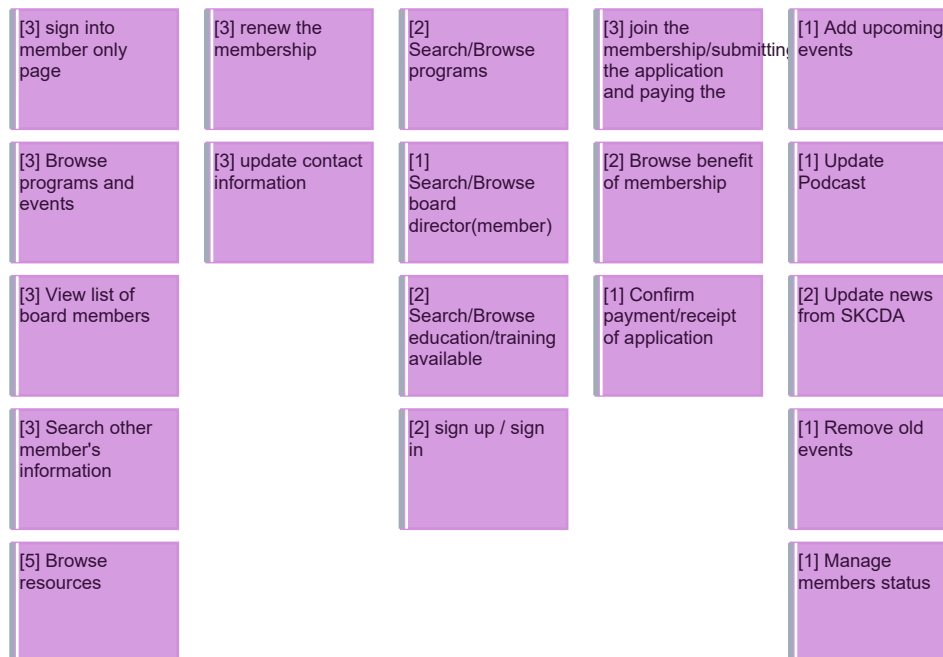 [3] sign into
member only
page
[3] renew the
membership
[2]
Search/Browse
programs
[3] join the
membership/submitting
the application
and paying the
[1] Add upcoming
events
[3] Browse
programs and
events
[3] update contact
information
[1]
Search/Browse
board
director(member)
[2] Browse benefit
of membership
[1] Update
Podcast
[3] View list of
board members
[2]
Search/Browse
education/training
available
[1] Confirm
payment/receipt
of application
[2] Update news
from SKCDA
[3] Search other
member's
information
[2] sign up / sign
in
[1] Remove old
events
[5] Browse
resources
[1] Manage
members status